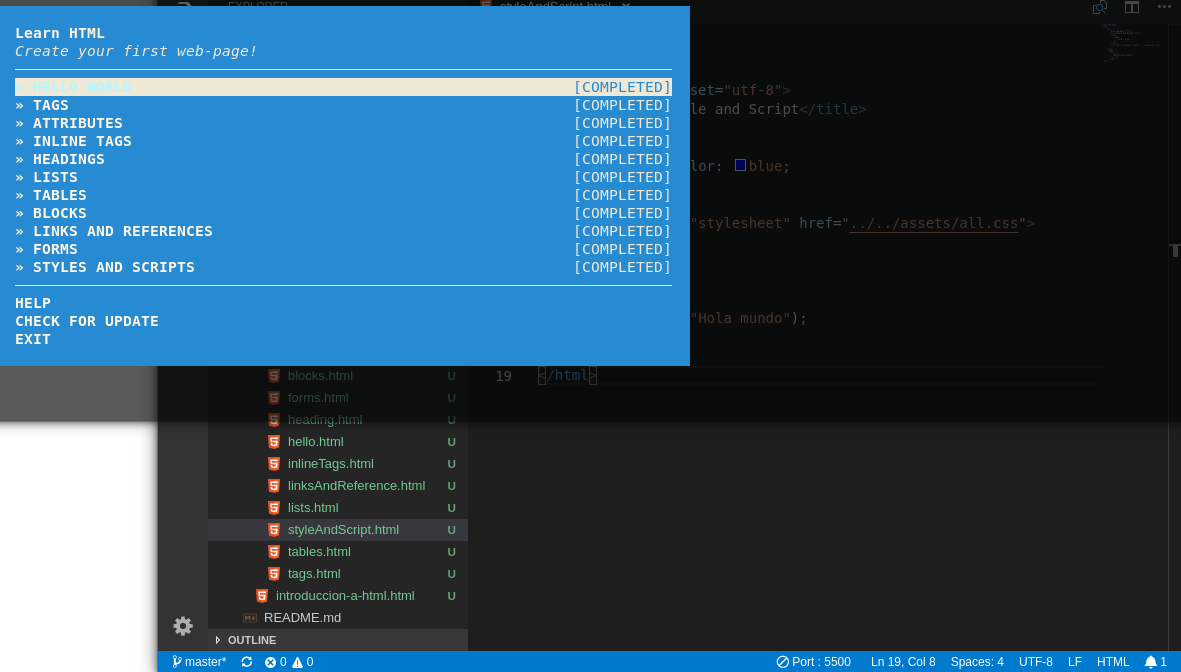 EXPLORER
styleAndScript.html
Learn HTML
Create your first web-page!
» HELLO WORLD [COMPLETED]
» TAGS [COMPLETED]
» ATTRIBUTES [COMPLETED]
» INLINE TAGS [COMPLETED]
» HEADINGS [COMPLETED]
» LISTS [COMPLETED]
» TABLES [COMPLETED]
» BLOCKS [COMPLETED]
» LINKS AND REFERENCES [COMPLETED]
» FORMS [COMPLETED]
» STYLES AND SCRIPTS [COMPLETED]
HELP
CHECK FOR UPDATE
EXIT
set="utf-8">
le and Script</title>
lor: blue;
"stylesheet" href="../../assets/all.css">
"Hola mundo");
19 </html>
blocks.html U
forms.html U
heading.html U
hello.html U
inlineTags.html U
linksAndReference.html U
lists.html U
styleAndScript.html U
tables.html U
tags.html U
introduccion-a-html.html U
README.md
OUTLINE
master* 0 0 Port : 5500 Ln 19, Col 8 Spaces: 4 UTF-8 LF HTML 1